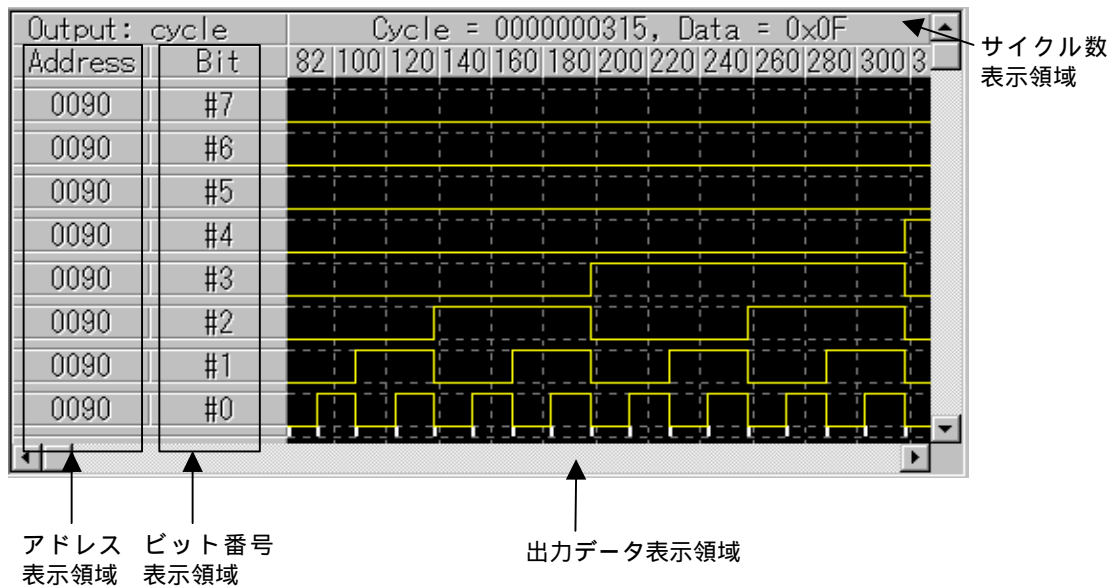 Output: cycle
Cycle = 0000000315, Data = 0x0F
Address Bit 82 100 120 140 160 180 200 220 240 260 280 300 3
0090 #7
0090 #6
0090 #5
0090 #4
0090 #3
0090 #2
0090 #1
0090 #0
サイクル数
表示領域
アドレス
表示領域
ビット番号
表示領域
出力データ表示領域